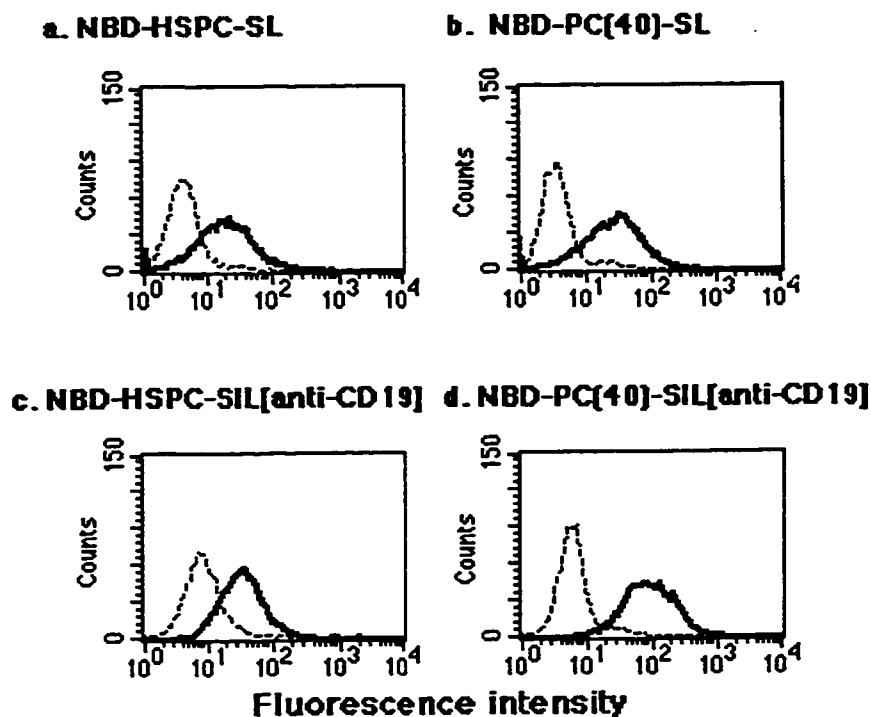 a. NBD-HSPC-SL
b. NBD-PC[40]-SL
150
Counts
0
10^0 10^1 10^2 10^3 10^4
150
Counts
0
10^0 10^1 10^2 10^3 10^4
c. NBD-HSPC-SIL[anti-CD19]
d. NBD-PC[40]-SIL[anti-CD19]
150
Counts
0
10^0 10^1 10^2 10^3 10^4
150
Counts
0
10^0 10^1 10^2 10^3 10^4
Fluorescence intensity